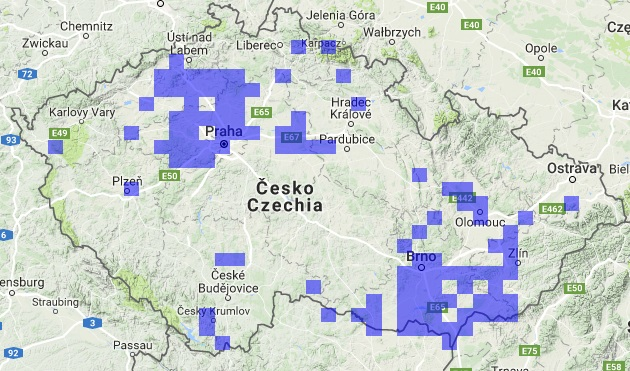 Jelenia Góra
E40
Chemnitz
Zwickau
Ústí nad
Labem
Liberec
Karpacz
Wałbrzych
Opole
E40
72
Karlovy Vary
E65
Hradec
Králové
93
E49
Praha
E67
Pardubice
Plzeň
E50
Česko
Czechia
Ostrava
E442
E462
Olomouc
6
Brno
Zlín
České
Budějovice
E50
Straubing
Český Krumlov
E65
3
Passau
92
E75
E58